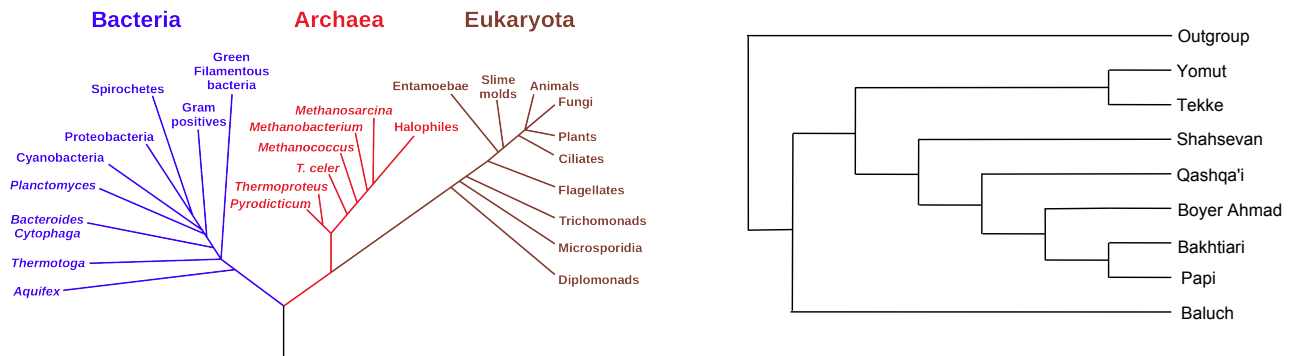 Bacteria
Archaea
Eukaryota
Green
Filamentous
bacteria
Spirochetes
Gram
positives
Proteobacteria
Cyanobacteria
Planctomyces
Bacteroides
Cytophaga
Thermotoga
Aquifex
Methanosarcina
Methanobacterium
Halophiles
Methanococcus
T. celer
Thermoproteus
Pyrodicticum
Entamoebae
Slime
molds
Animals
Fungi
Plants
Ciliates
Flagellates
Trichomonads
Microsporidia
Diplomonads
Outgroup
Yomut
Tekke
Shahsevan
Qashqa'i
Boyer Ahmad
Bakhtiari
Papi
Baluch